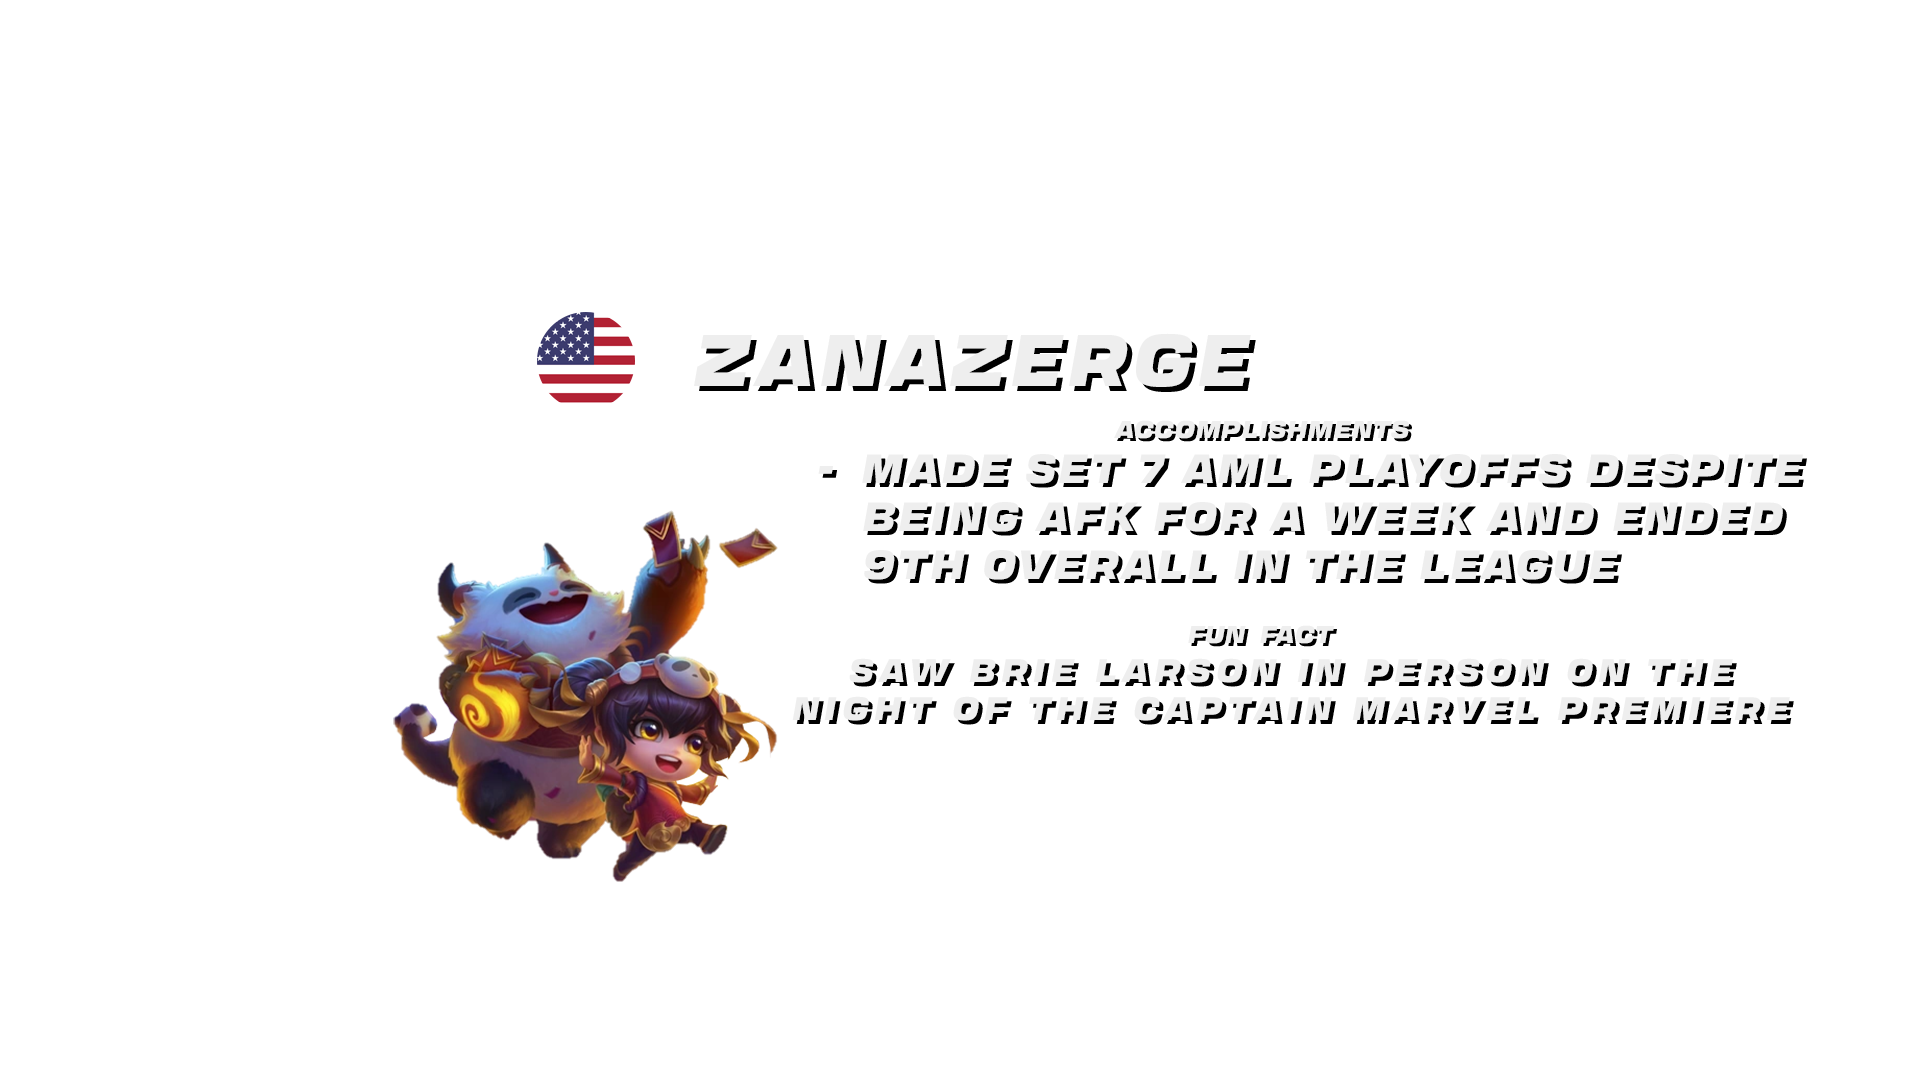 ZANAZERGE
ACCOMPLISHMENTS
- MADE SET 7 AML PLAYOFFS DESPITE
BEING AFK FOR A WEEK AND ENDED
9TH OVERALL IN THE LEAGUE
FUN FACT
SAW BRIE LARSON IN PERSON ON THE
NIGHT OF THE CAPTAIN MARVEL PREMIERE